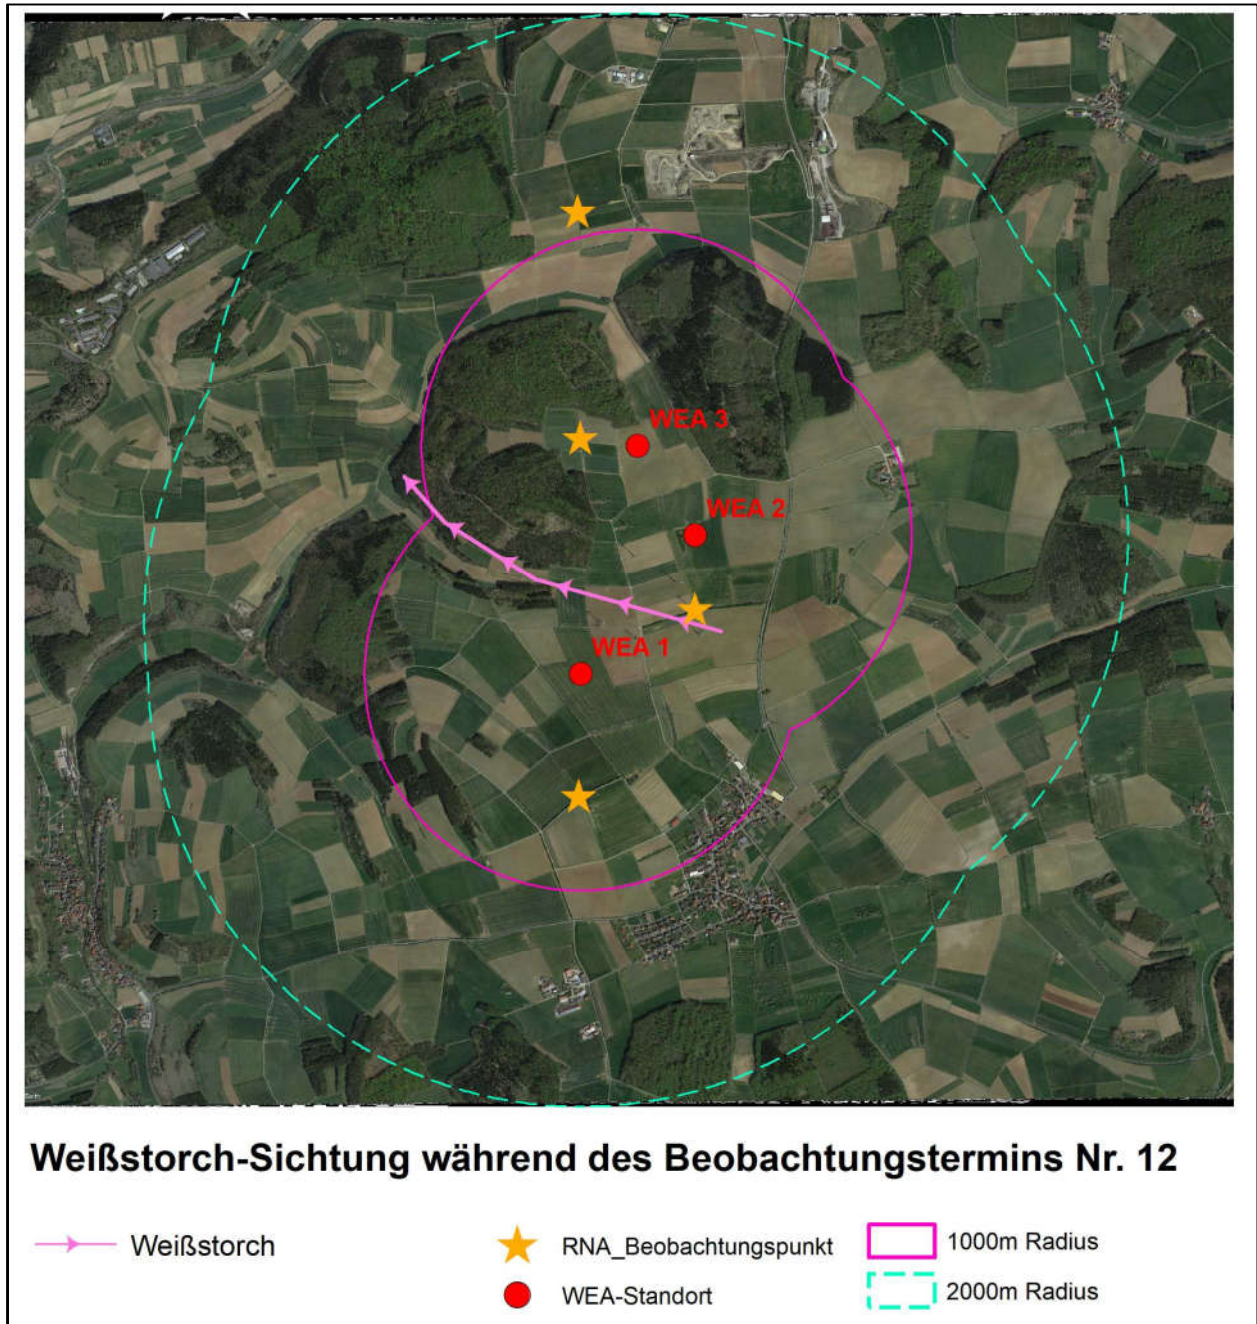 WEA 3
WEA 2
WEA 1
Weißstorch-Sichtung während des Beobachtungstermins Nr. 12
Weißstorch
RNA_Beobachtungspunkt
WEA-Standort
1000m Radius
2000m Radius